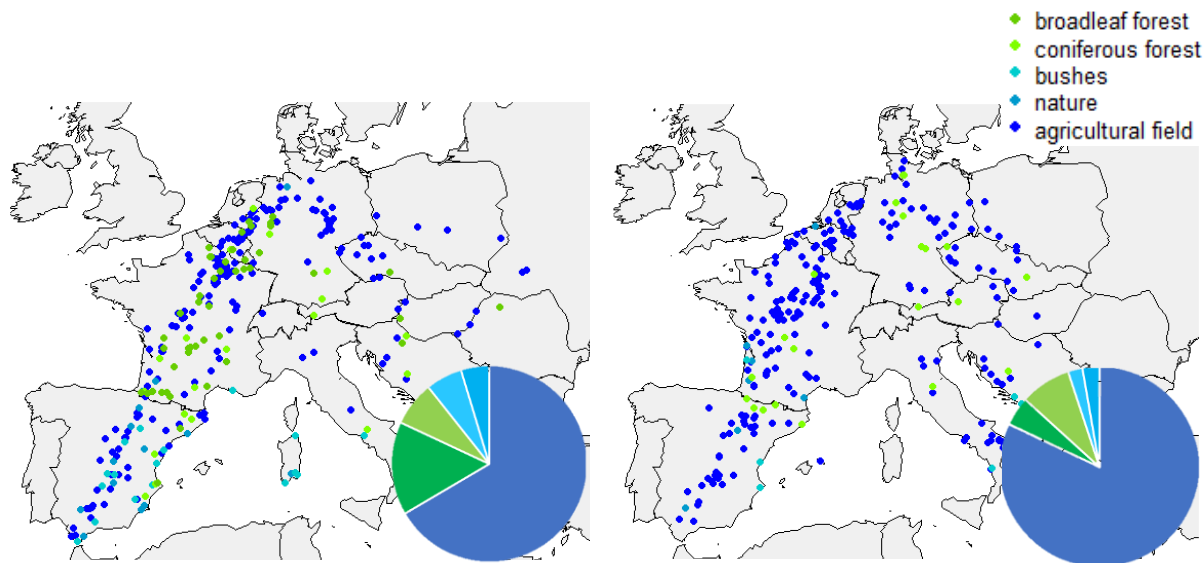 broadleaf forest
coniferous forest
bushes
nature
agricultural field